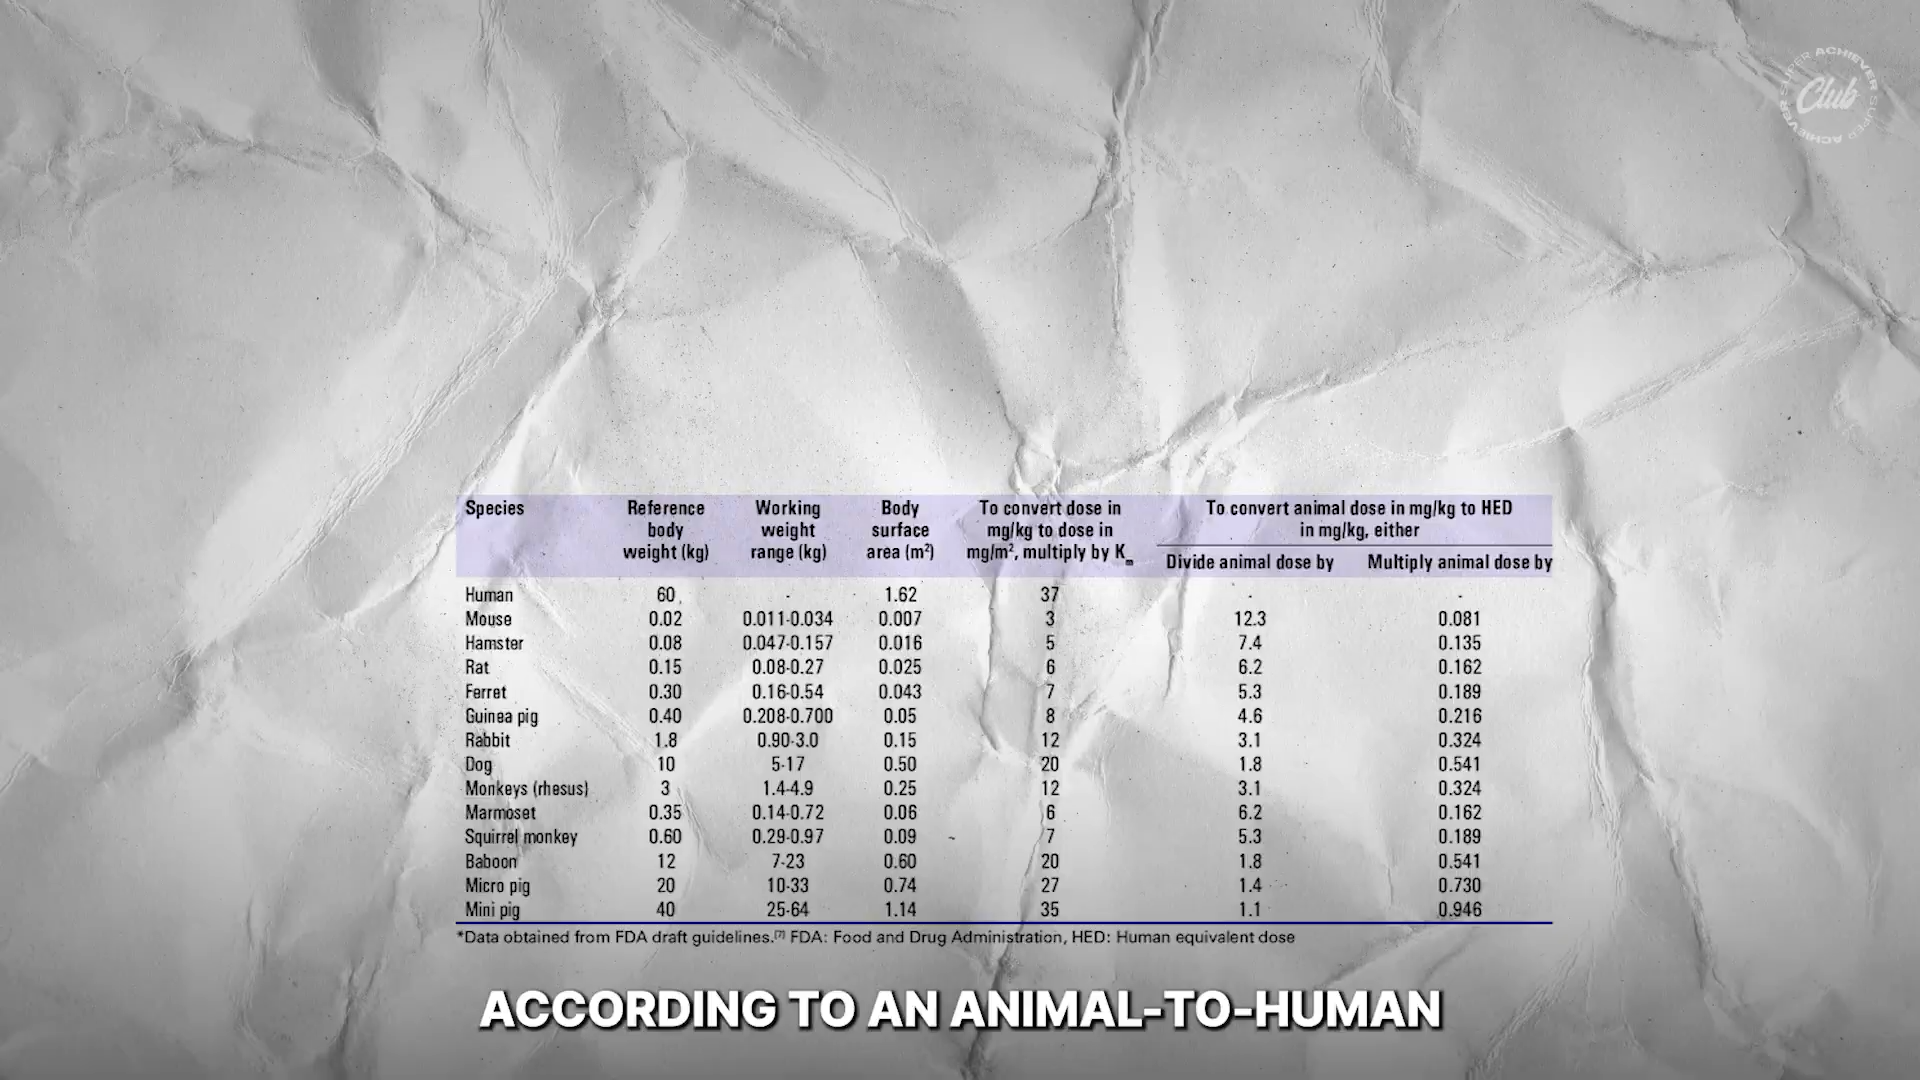 SUPER ACHIEVER SUPER ACHIEVER
Club
Species Reference body weight (kg) Working weight range (kg) Body surface area (m²) To convert dose in mg/kg to dose in mg/m², multiply by Km To convert animal dose in mg/kg to HED in mg/kg, either
Divide animal dose by Multiply animal dose by
Human 60 - 1.62 37 - -
Mouse 0.02 0.011-0.034 0.007 3 12.3 0.081
Hamster 0.08 0.047-0.157 0.016 5 7.4 0.135
Rat 0.15 0.08-0.27 0.025 6 6.2 0.162
Ferret 0.30 0.16-0.54 0.043 7 5.3 0.189
Guinea pig 0.40 0.208-0.700 0.05 8 4.6 0.216
Rabbit 1.8 0.90-3.0 0.15 12 3.1 0.324
Dog 10 5-17 0.50 20 1.8 0.541
Monkeys (rhesus) 3 1.4-4.9 0.25 12 3.1 0.324
Marmoset 0.35 0.14-0.72 0.06 6 6.2 0.162
Squirrel monkey 0.60 0.29-0.97 0.09 7 5.3 0.189
Baboon 12 7-23 0.60 20 1.8 0.541
Micro pig 20 10-33 0.74 27 1.4 0.730
Mini pig 40 25-64 1.14 35 1.1 0.946
*Data obtained from FDA draft guidelines.[7] FDA: Food and Drug Administration, HED: Human equivalent dose
ACCORDING TO AN ANIMAL-TO-HUMAN